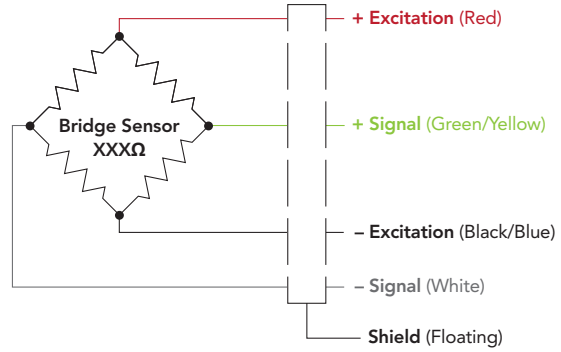 + Excitation (Red)
Bridge Sensor
XXXΩ
+ Signal (Green/Yellow)
– Excitation (Black/Blue)
– Signal (White)
Shield (Floating)